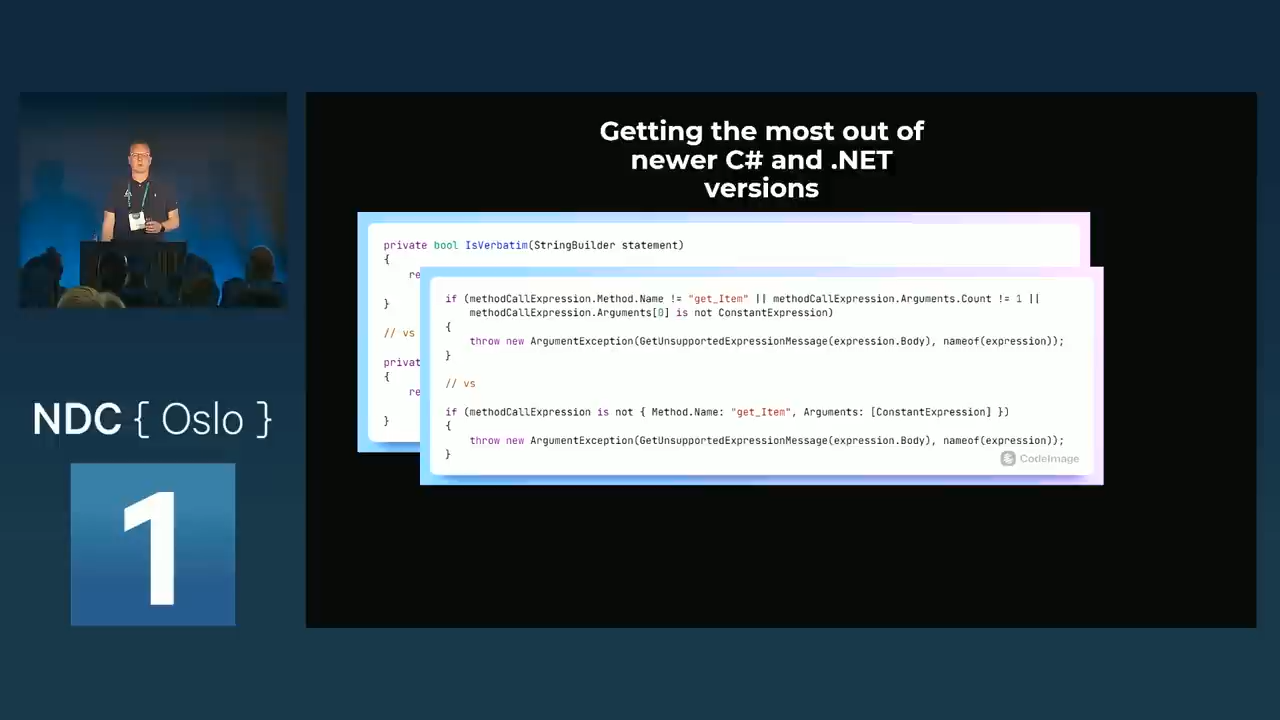 Getting the most out of
newer C# and .NET
versions
private bool IsVerbatim(StringBuilder statement)
{
re
}
// vs
private
{
re
}
if (methodCallExpression.Method.Name != "get_Item" || methodCallExpression.Arguments.Count != 1 ||
methodCallExpression.Arguments[0] is not ConstantExpression)
{
throw new ArgumentException(GetUnsupportedExpressionMessage(expression.Body), nameof(expression));
}
// vs
if (methodCallExpression is not { Method.Name: "get_Item", Arguments: [ConstantExpression] })
{
throw new ArgumentException(GetUnsupportedExpressionMessage(expression.Body), nameof(expression));
}
CodeImage
NDC { Oslo }
1